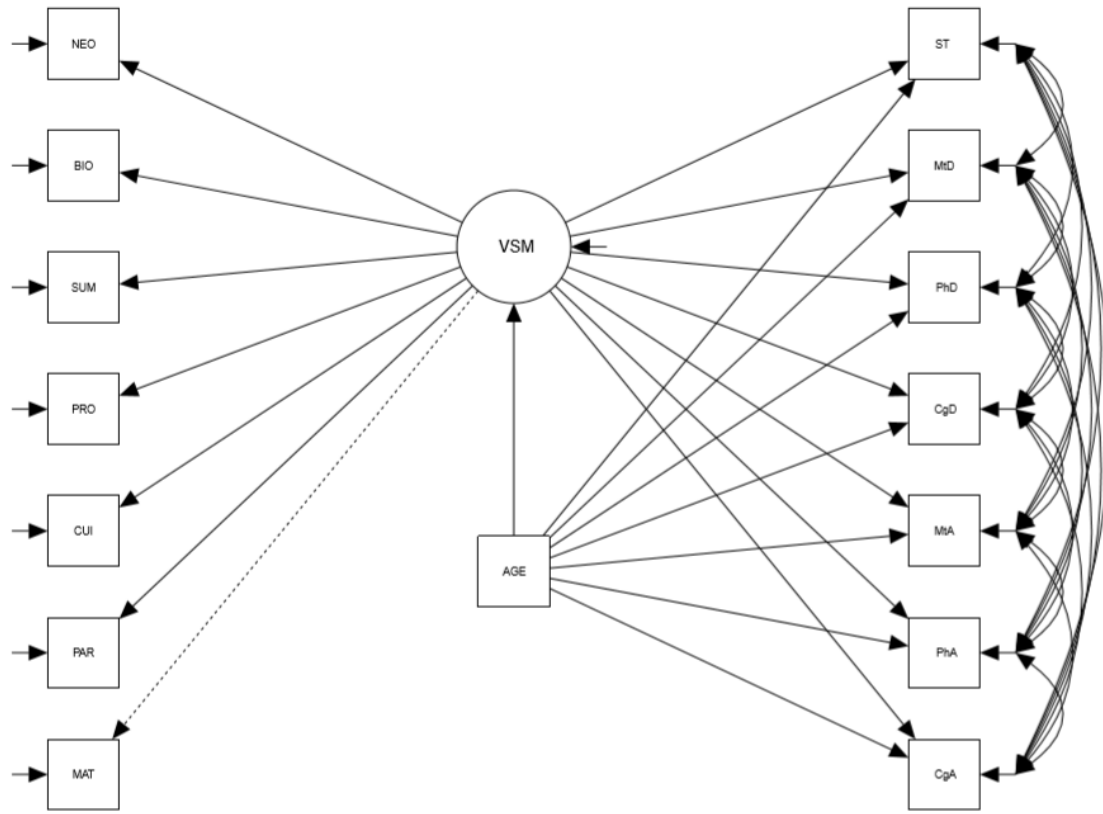 NEO
ST
BIO
MtD
VSM
SUM
PhD
PRO
CgD
CUI
MtA
AGE
PAR
PhA
MAT
CgA